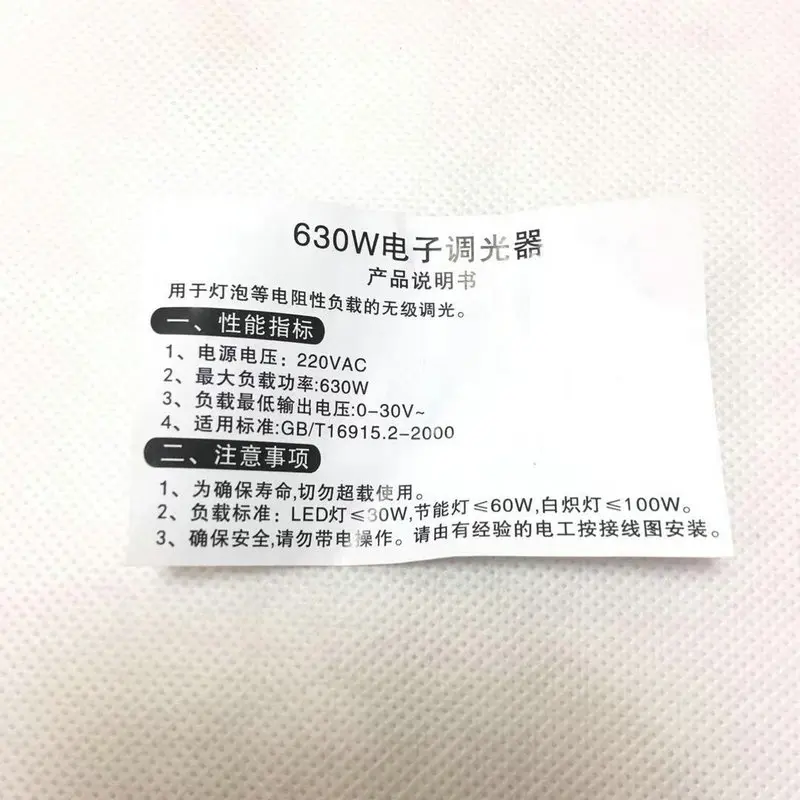 630W电子调光器
产品说明书
用于灯泡等电阻性负载的无级调光。
一、性能指标
1、电源电压：220VAC
2、最大负载功率:630W
3、负载最低输出电压:0-30V~
4、适用标准:GB/T16915.2-2000
二、注意事项
1、为确保寿命,切勿超载使用。
2、负载标准：LED灯≤30W,节能灯≤60W,白炽灯≤100W。
3、确保安全,请勿带电操作。请由有经验的电工按接线图安装。